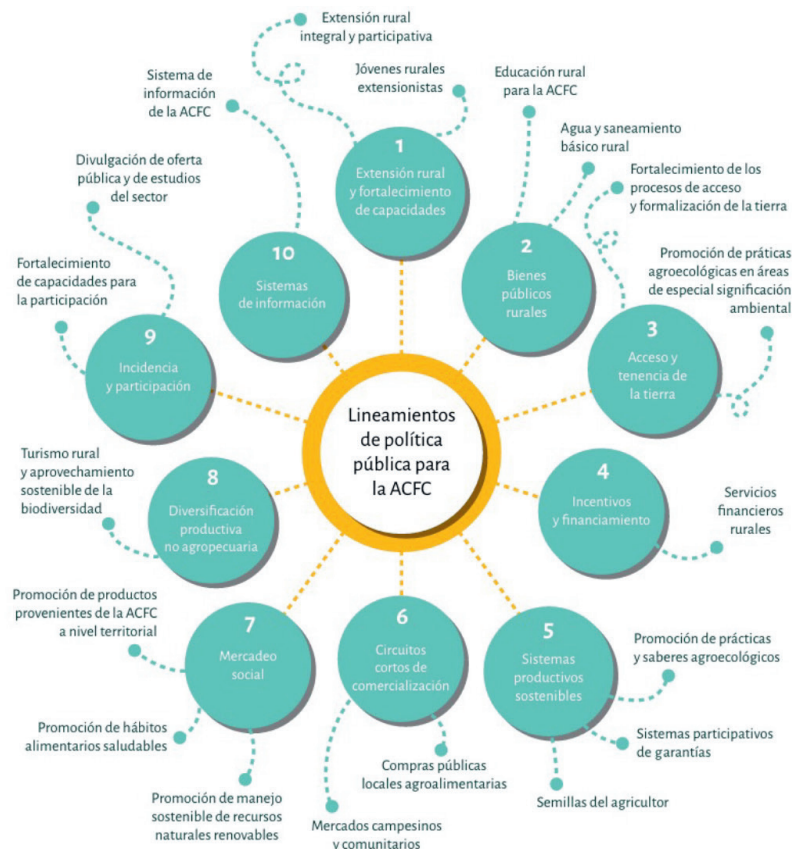 Lineamientos
de política
pública para
la ACFC
1
Extensión rural
y fortalecimiento
de capacidades
Extensión rural
integral y participativa
Jóvenes rurales
extensionistas
2
Bienes
públicos
rurales
Educación rural
para la ACFC
Agua y saneamiento
básico rural
3
Acceso y
tenencia de
la tierra
Fortalecimiento de los
procesos de acceso
y formalización de la tierra
Promoción de práticas
agroecológicas en áreas
de especial significación
ambiental
4
Incentivos
y financiamiento
Servicios
financieros
rurales
5
Sistemas
productivos
sostenibles
Promoción de prácticas
y saberes agroecológicos
Sistemas participativos
de garantías
Semillas del agricultor
6
Circuitos
cortos de
comercialización
Compras públicas
locales agroalimentarias
Mercados campesinos
y comunitarios
7
Mercadeo
social
Promoción de productos
provenientes de la ACFC
a nivel territorial
Promoción de hábitos
alimentarios saludables
Promoción de manejo
sostenible de recursos
naturales renovables
8
Diversificación
productiva
no agropecuaria
Turismo rural
y aprovechamiento
sostenible de la
biodiversidad
9
Incidencia
y participación
Fortalecimiento
de capacidades para
la participación
Divulgación de oferta
pública y de estudios
del sector
10
Sistemas
de información
Sistema de
información
de la ACFC